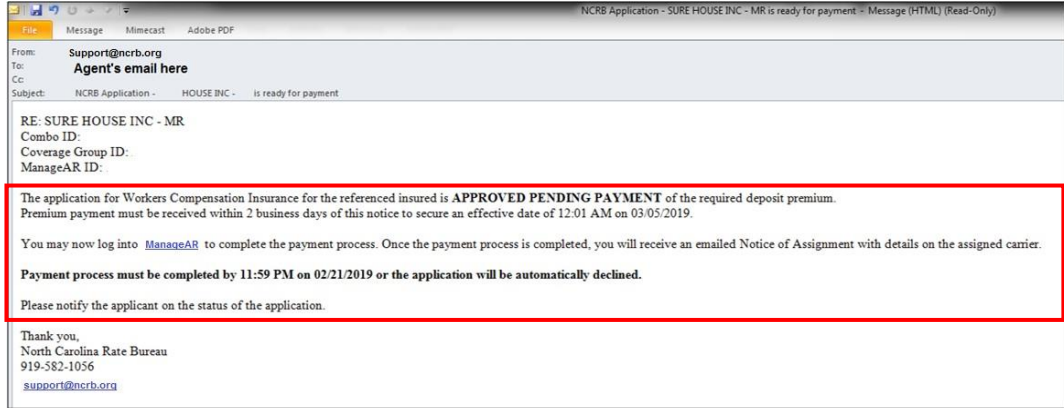 NCRB Application - SURE HOUSE INC - MR is ready for payment - Message (HTML) (Read-Only)
File Message Mimecast Adobe PDF
From: Support@ncrb.org
To: Agent's email here
Cc:
Subject: NCRB Application - HOUSE INC - is ready for payment
RE: SURE HOUSE INC - MR
Combo ID:
Coverage Group ID:
ManageAR ID:
The application for Workers Compensation Insurance for the referenced insured is APPROVED PENDING PAYMENT of the required deposit premium.
Premium payment must be received within 2 business days of this notice to secure an effective date of 12:01 AM on 03/05/2019.
You may now log into ManageAR to complete the payment process. Once the payment process is completed, you will receive an emailed Notice of Assignment with details on the assigned carrier.
Payment process must be completed by 11:59 PM on 02/21/2019 or the application will be automatically declined.
Please notify the applicant on the status of the application.
Thank you,
North Carolina Rate Bureau
919-582-1056
support@ncrb.org